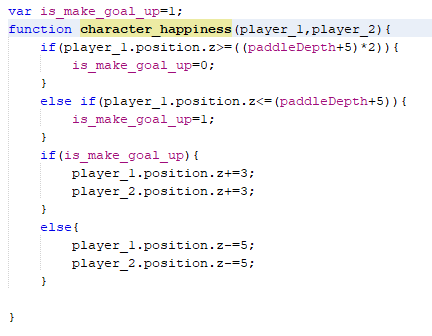 var is_make_goal_up=1;
function character_happiness(player_1,player_2){
    if(player_1.position.z>=((paddleDepth+5)*2)){
        is_make_goal_up=0;
    }
    else if(player_1.position.z<=(paddleDepth+5)){
        is_make_goal_up=1;
    }
    if(is_make_goal_up){
        player_1.position.z+=3;
        player_2.position.z+=3;
    }
    else{
        player_1.position.z-=5;
        player_2.position.z-=5;
    }
}